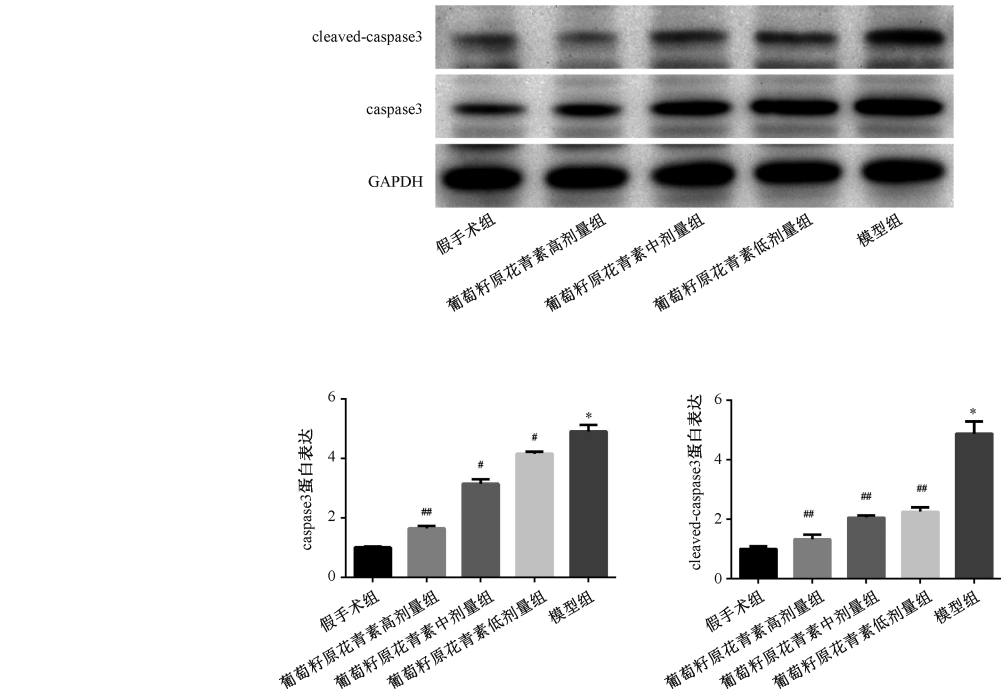 cleaved-caspase3
caspase3
GAPDH
假手术组
葡萄籽原花青素高剂量组
葡萄籽原花青素中剂量组
葡萄籽原花青素低剂量组
模型组
caspase3蛋白表达
6
4
2
0
##
#
#
*
假手术组
葡萄籽原花青素高剂量组
葡萄籽原花青素中剂量组
葡萄籽原花青素低剂量组
模型组
cleaved-caspase3蛋白表达
6
4
2
0
##
##
##
*
假手术组
葡萄籽原花青素高剂量组
葡萄籽原花青素中剂量组
葡萄籽原花青素低剂量组
模型组